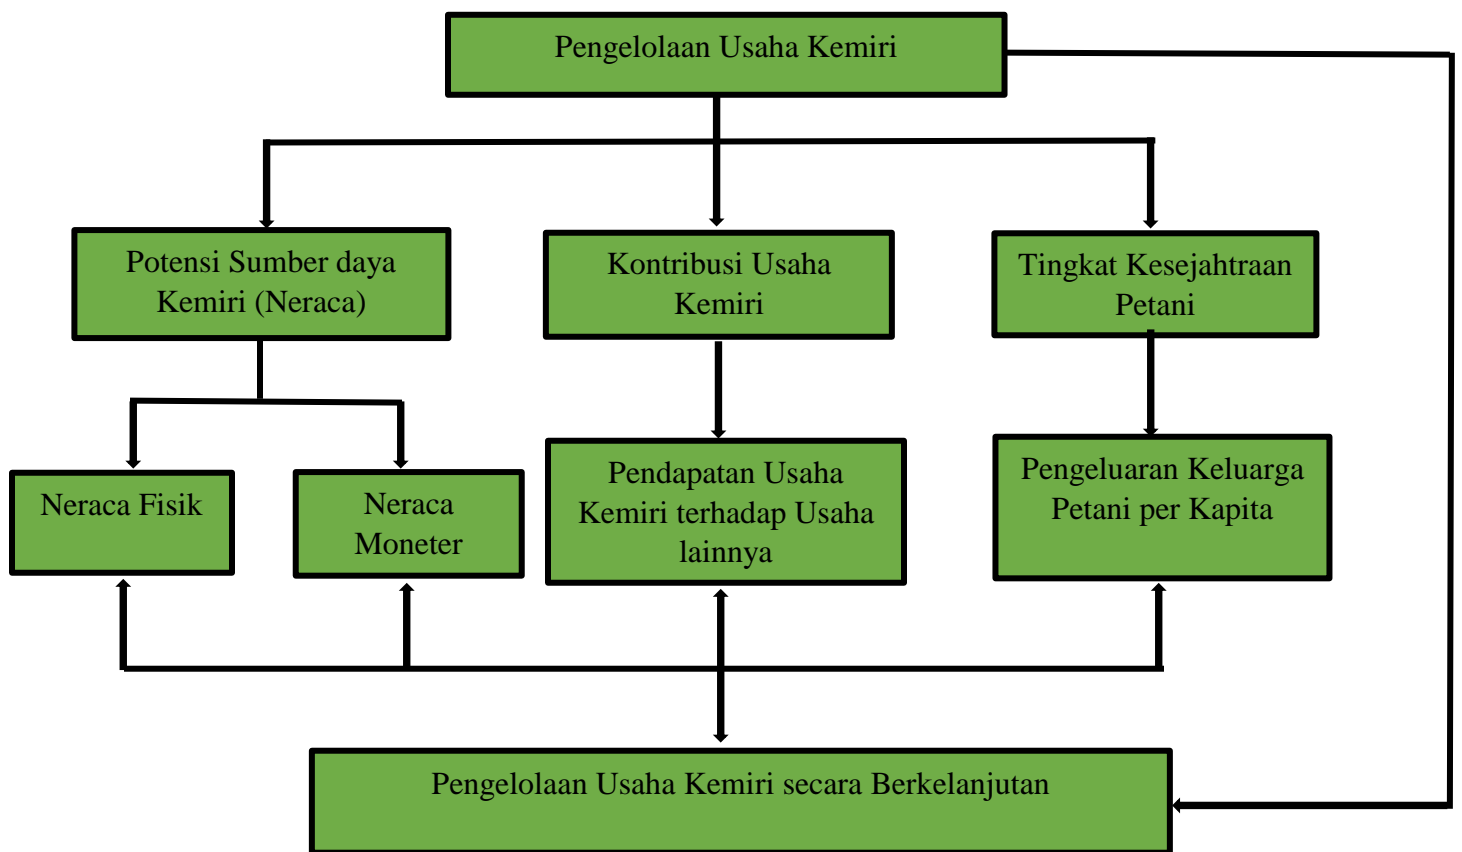 Pengelolaan Usaha Kemiri
Potensi Sumber daya
Kemiri (Neraca)
Kontribusi Usaha
Kemiri
Tingkat Kesejahtraan
Petani
Neraca Fisik
Neraca
Moneter
Pendapatan Usaha
Kemiri terhadap Usaha
lainnya
Pengeluaran Keluarga
Petani per Kapita
Pengelolaan Usaha Kemiri secara Berkelanjutan